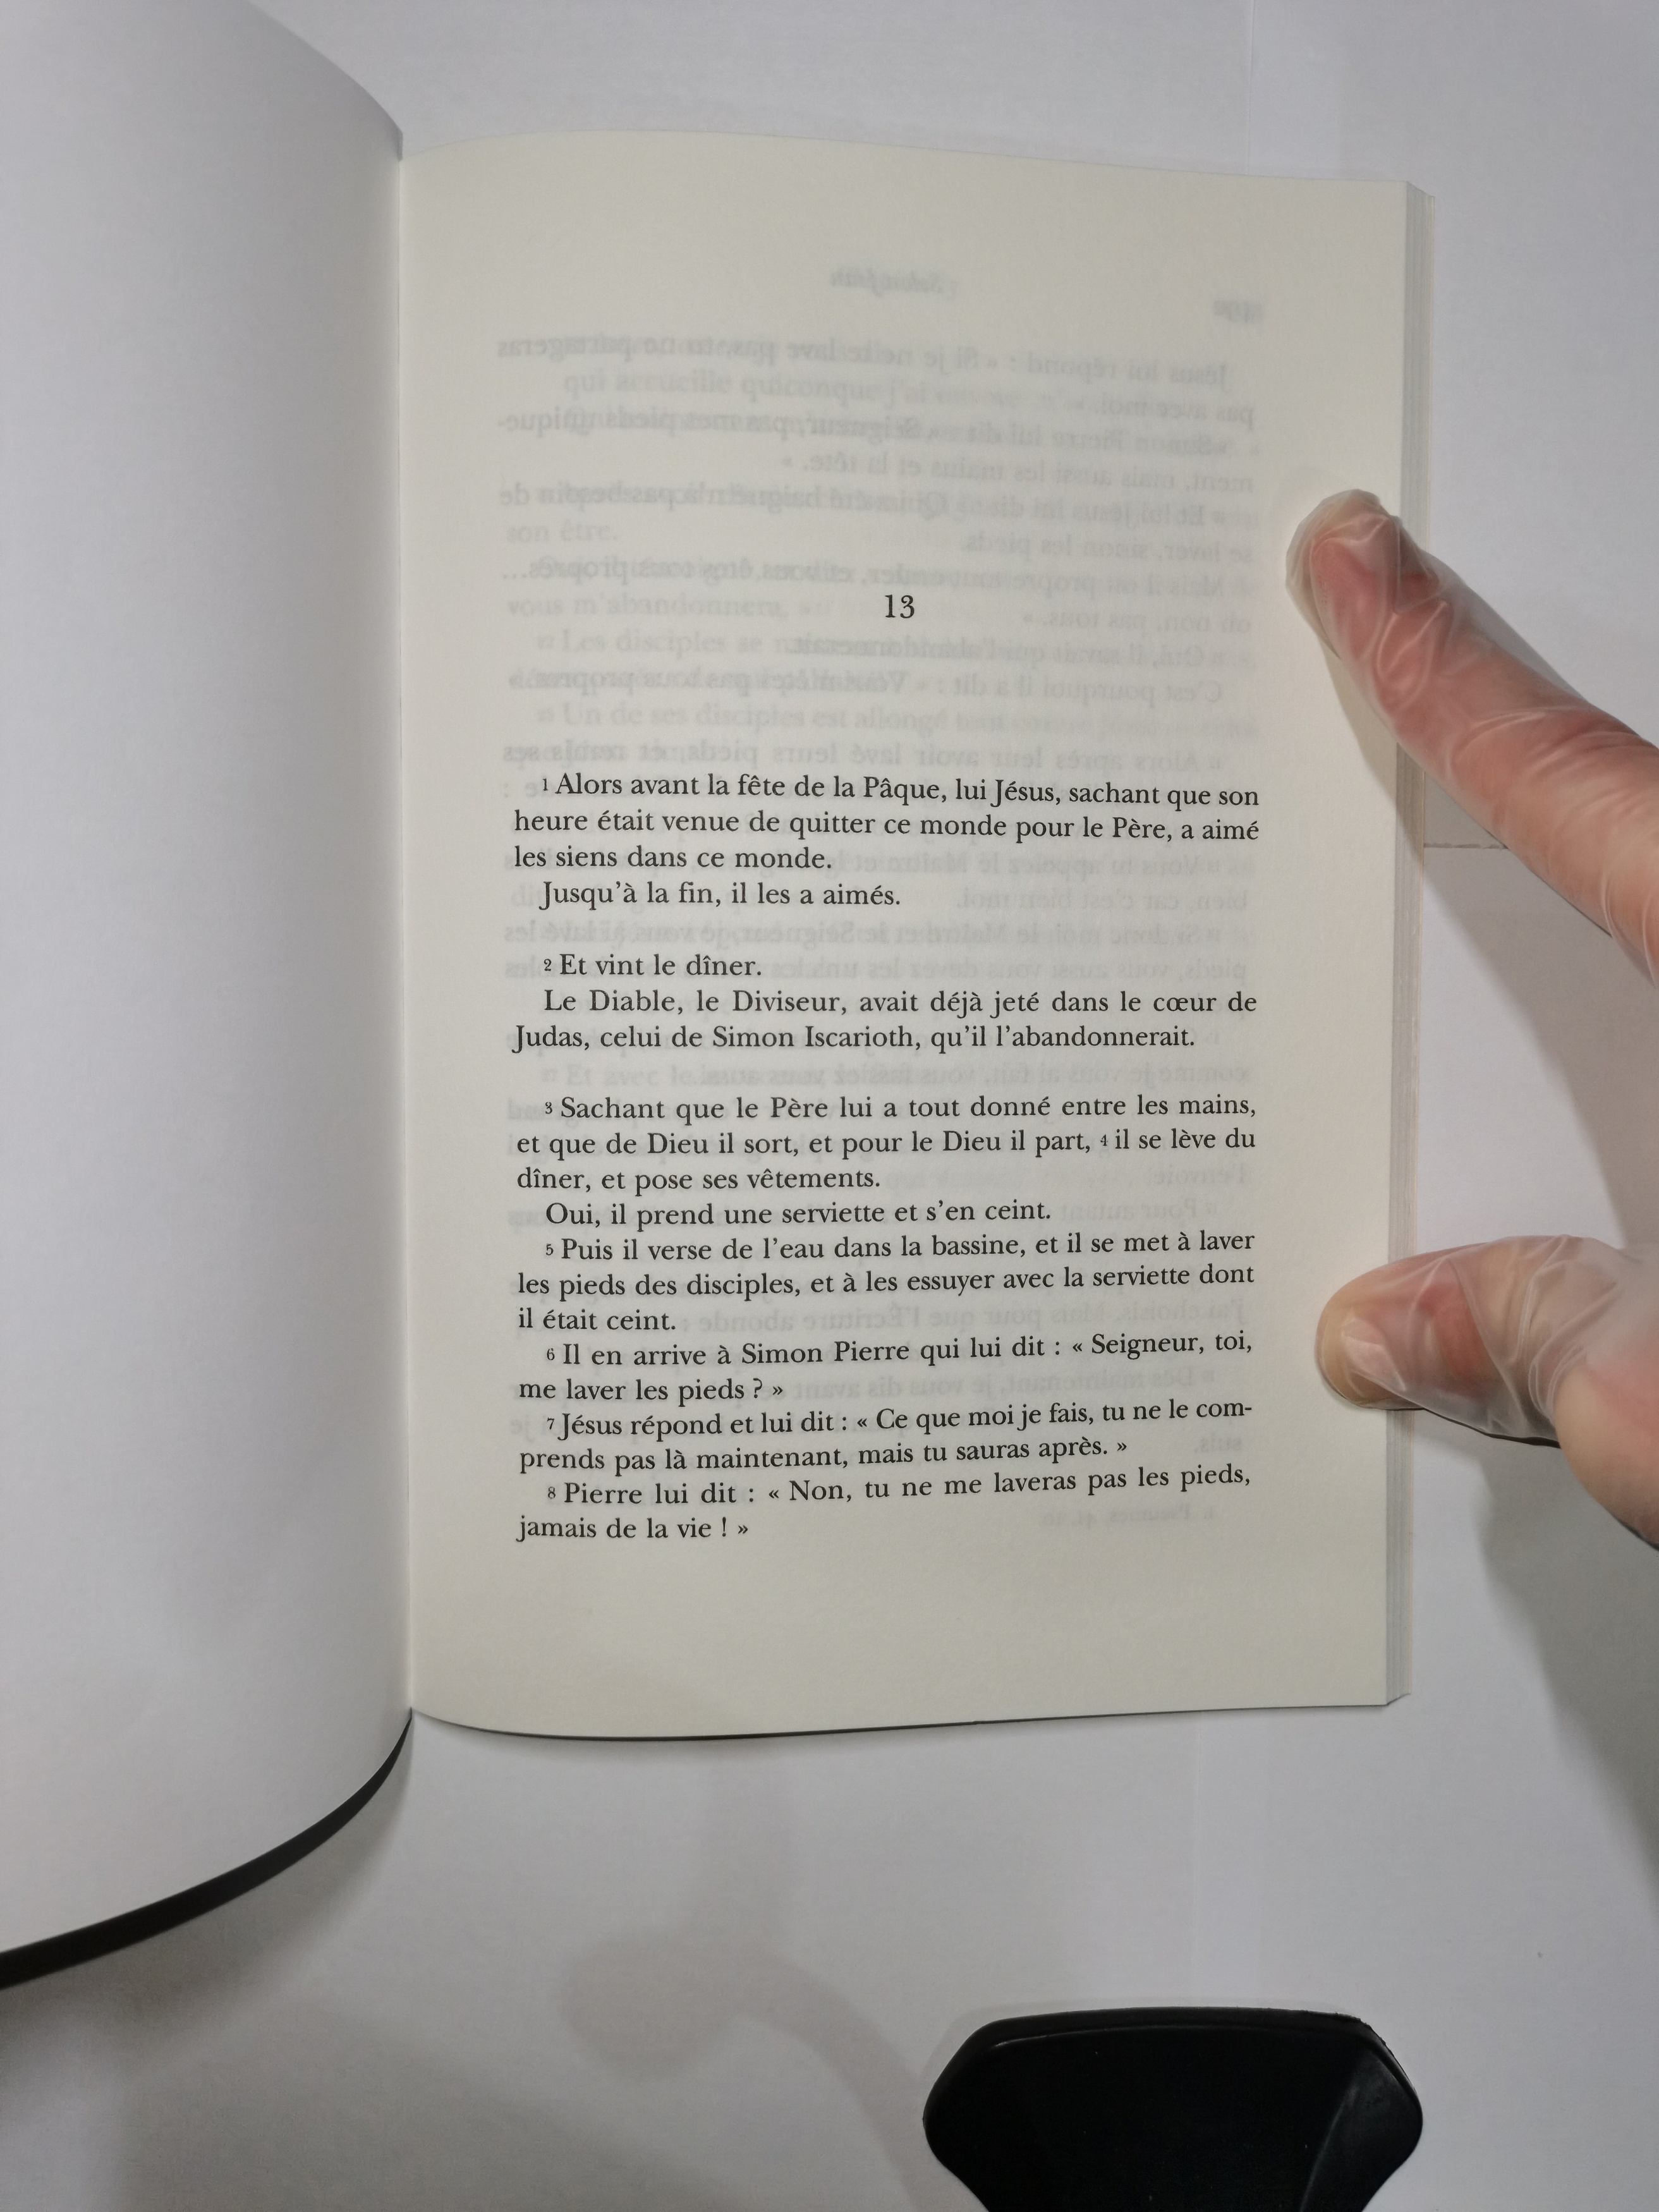 13
1 Alors avant la fête de la Pâque, lui Jésus, sachant que son
heure était venue de quitter ce monde pour le Père, a aimé
les siens dans ce monde.
Jusqu'à la fin, il les a aimés.
2 Et vint le dîner.
Le Diable, le Diviseur, avait déjà jeté dans le cœur de
Judas, celui de Simon Iscarioth, qu'il l'abandonnerait.
3 Sachant que le Père lui a tout donné entre les mains,
et que de Dieu il sort, et pour le Dieu il part, 4 il se lève du
dîner, et pose ses vêtements.
Oui, il prend une serviette et s'en ceint.
5 Puis il verse de l'eau dans la bassine, et il se met à laver
les pieds des disciples, et à les essuyer avec la serviette dont
il était ceint.
6 Il en arrive à Simon Pierre qui lui dit : « Seigneur, toi,
me laver les pieds ? »
7 Jésus répond et lui dit : « Ce que moi je fais, tu ne le com-
prends pas là maintenant, mais tu sauras après. »
8 Pierre lui dit : « Non, tu ne me laveras pas les pieds,
jamais de la vie ! »